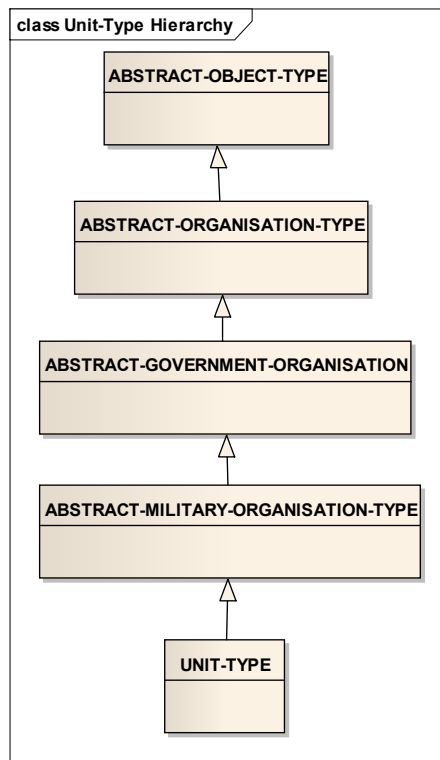 class Unit-Type Hierarchy
ABSTRACT-OBJECT-TYPE
ABSTRACT-ORGANISATION-TYPE
ABSTRACT-GOVERNMENT-ORGANISATION
ABSTRACT-MILITARY-ORGANISATION-TYPE
UNIT-TYPE